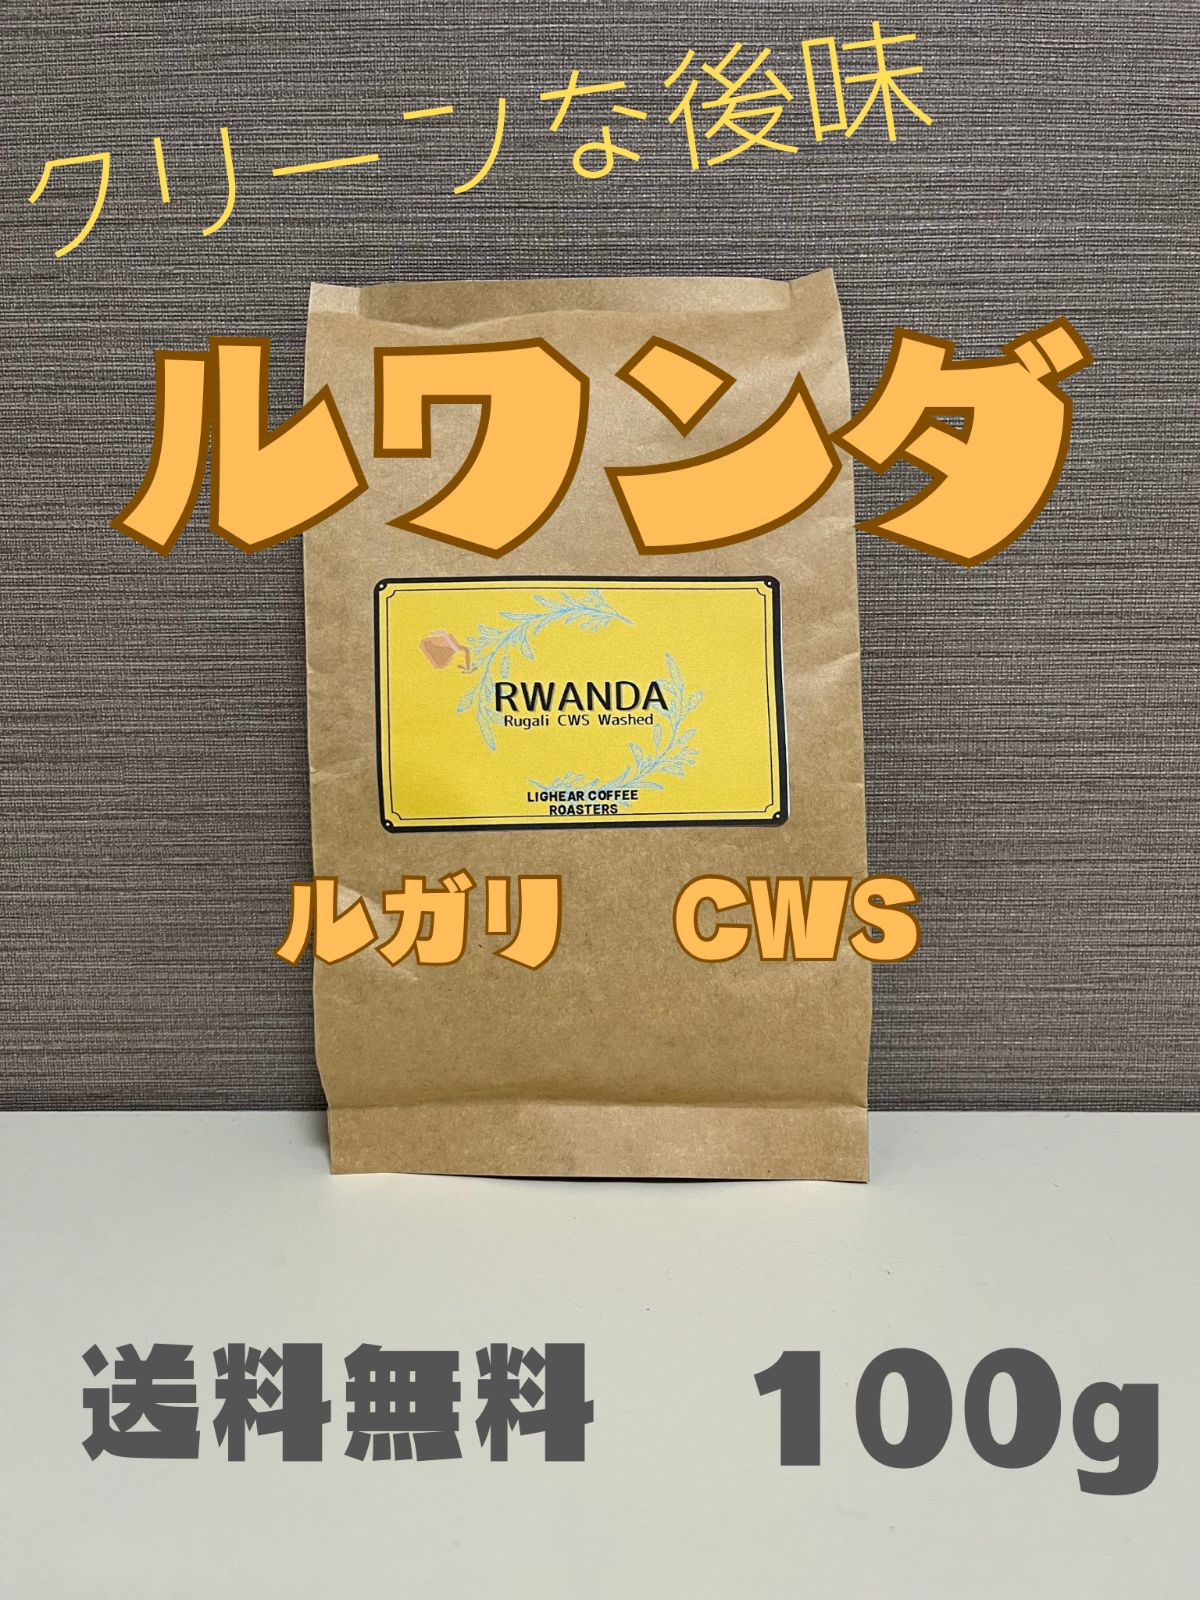 クリーンな後味
ルワンダ
RWANDA
Rugali CWS Washed
LIGHEAR COFFEE
ROASTERS
ルガリ　CWS
送料無料　100g